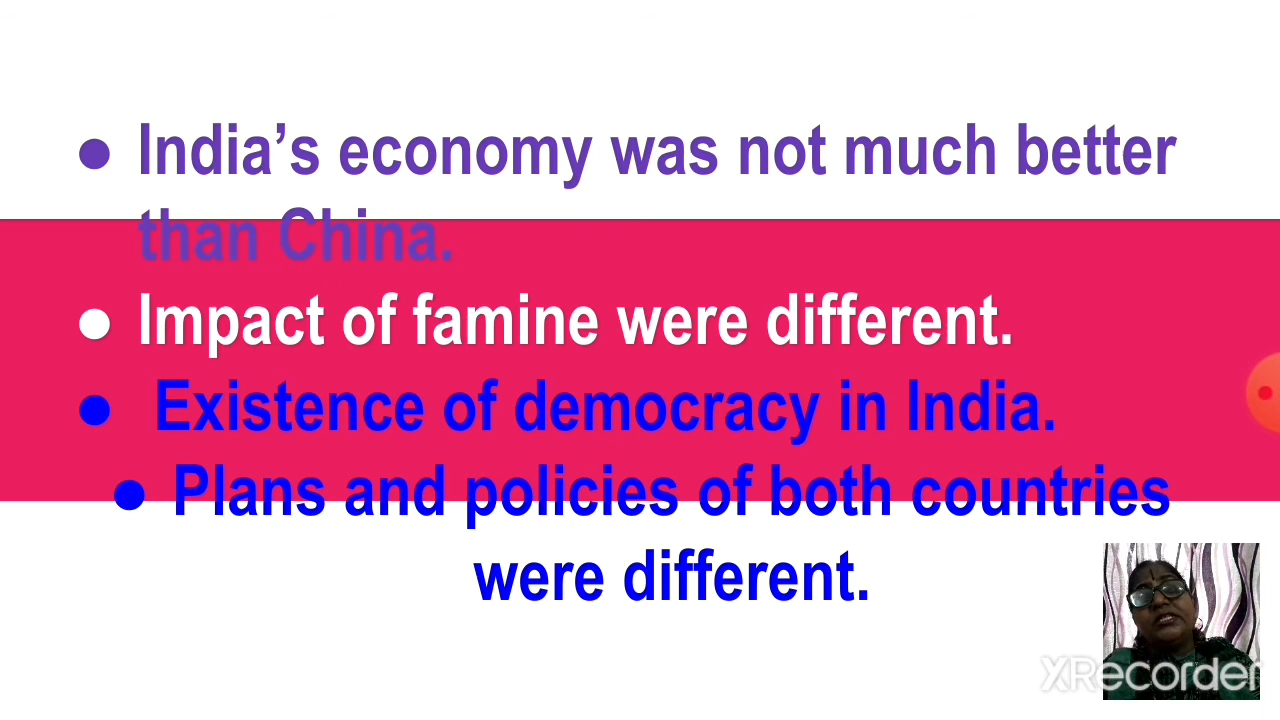 ● India’s economy was not much better
than China.
● Impact of famine were different.
● Existence of democracy in India.
● Plans and policies of both countries
were different.
XRecorder